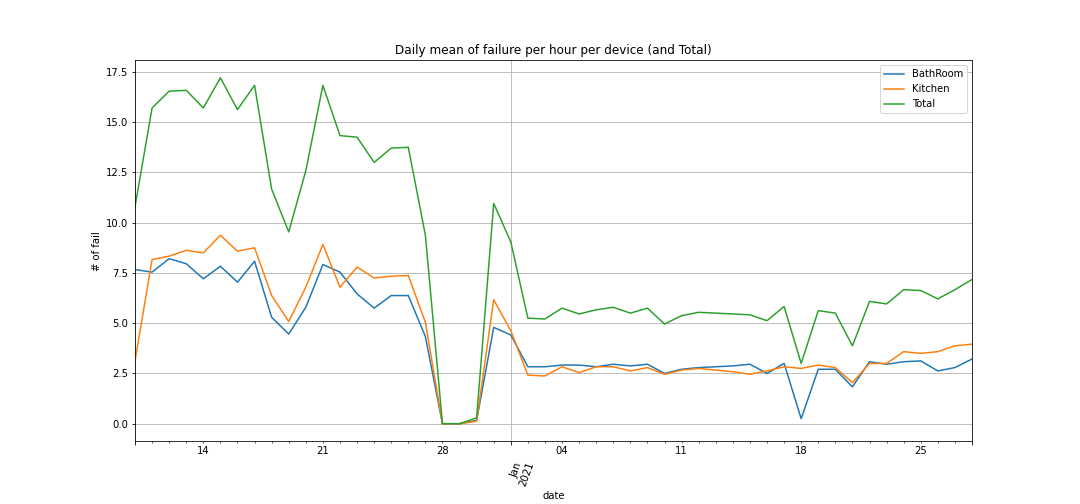 Daily mean of failure per hour per device (and Total)
17.5
15.0
12.5
10.0
7.5
5.0
2.5
0.0
# of fail
BathRoom
Kitchen
Total
14
21
28
Jan
2021
04
11
18
25
date